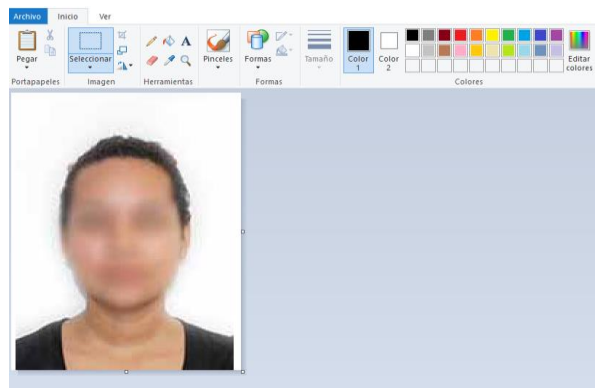 Archivo Inicio Ver
Pegar Seleccionar A Pinceles Formas Tamaño Color 1 Color 2 Editar colores
Portapapeles Imagen Herramientas Formas Colores